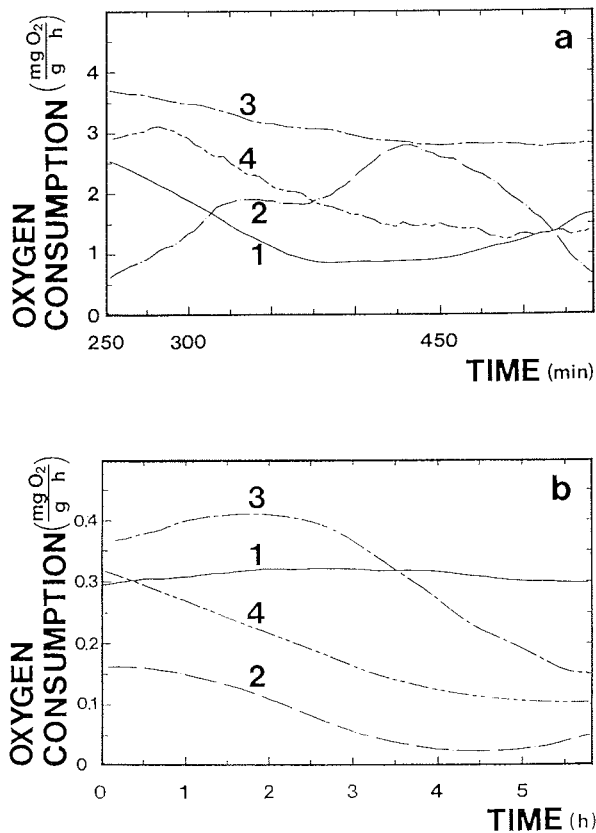 a
OXYGEN
CONSUMPTION (mg O2 / g h)
4
3
2
1
0
3
4
2
1
250 300 450
TIME (min)
b
OXYGEN
CONSUMPTION (mg O2 / g h)
0.4
0.3
0.2
0.1
0
3
1
4
2
0 1 2 3 4 5
TIME (h)